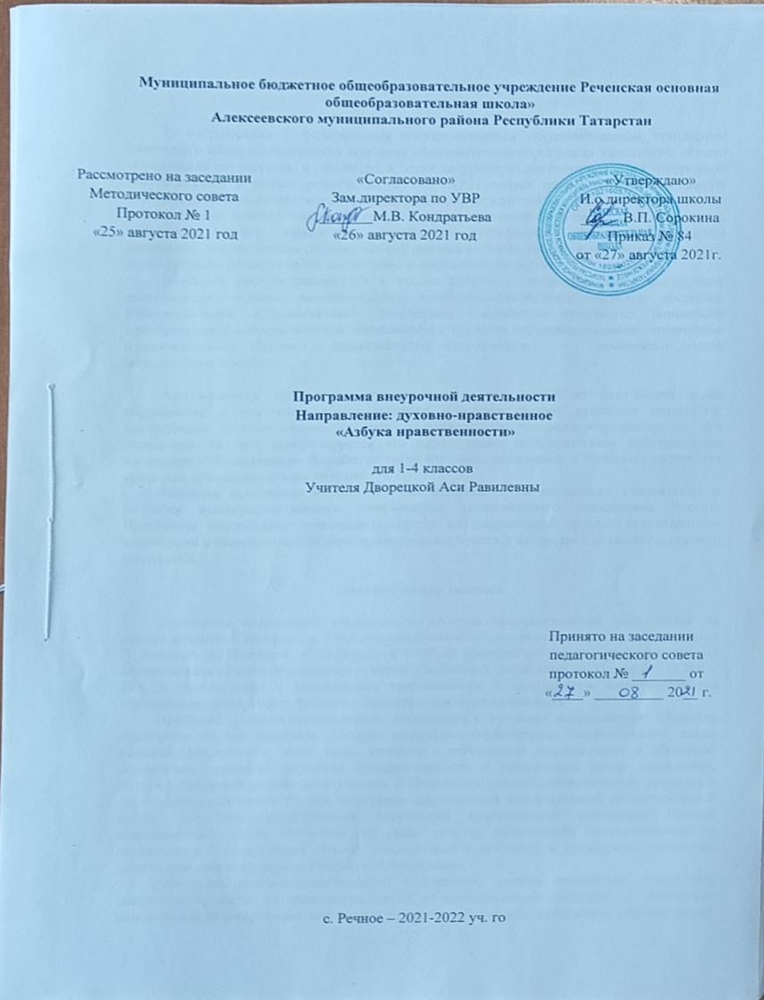 Муниципальное бюджетное общеобразовательное учреждение Реченская основная
общеобразовательная школа»
Алексеевского муниципального района Республики Татарстан
Рассмотрено на заседании
Методического совета
Протокол № 1
«25» августа 2021 год
«Согласовано»
Зам.директора по УВР
М.В. Кондратьева
«26» августа 2021 год
«Утверждаю»
И.о.директора школы
В.П. Сорокина
Приказ № 84
от «27» августа 2021г.
Программа внеурочной деятельности
Направление: духовно-нравственное
«Азбука нравственности»
для 1-4 классов
Учителя Дворецкой Аси Равилевны
Принято на заседании
педагогического совета
протокол № 1 от
«27» 08 2021 г.
с. Речное – 2021-2022 уч. го